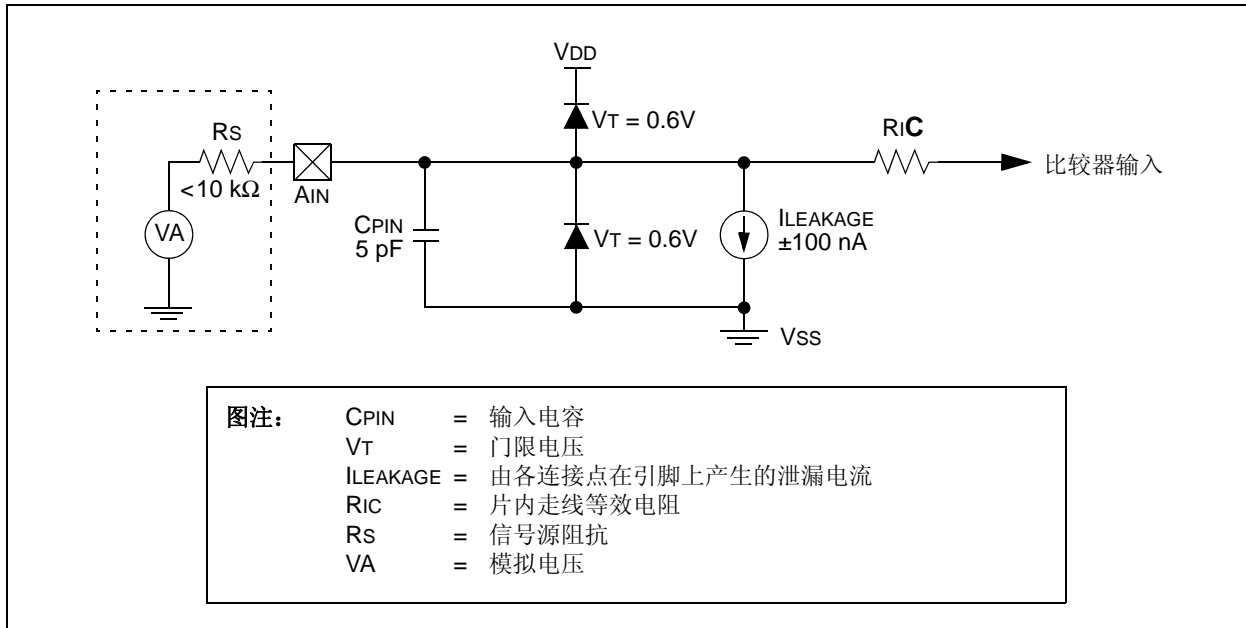 VDD
VT = 0.6V
RS
<10 kΩ
AIN
VA
CPIN
5 pF
VT = 0.6V
ILEAKAGE
±100 nA
RIC
比较器输入
VSS
图注： CPIN = 输入电容
VT = 门限电压
ILEAKAGE = 由各连接点在引脚上产生的泄漏电流
RIC = 片内走线等效电阻
RS = 信号源阻抗
VA = 模拟电压